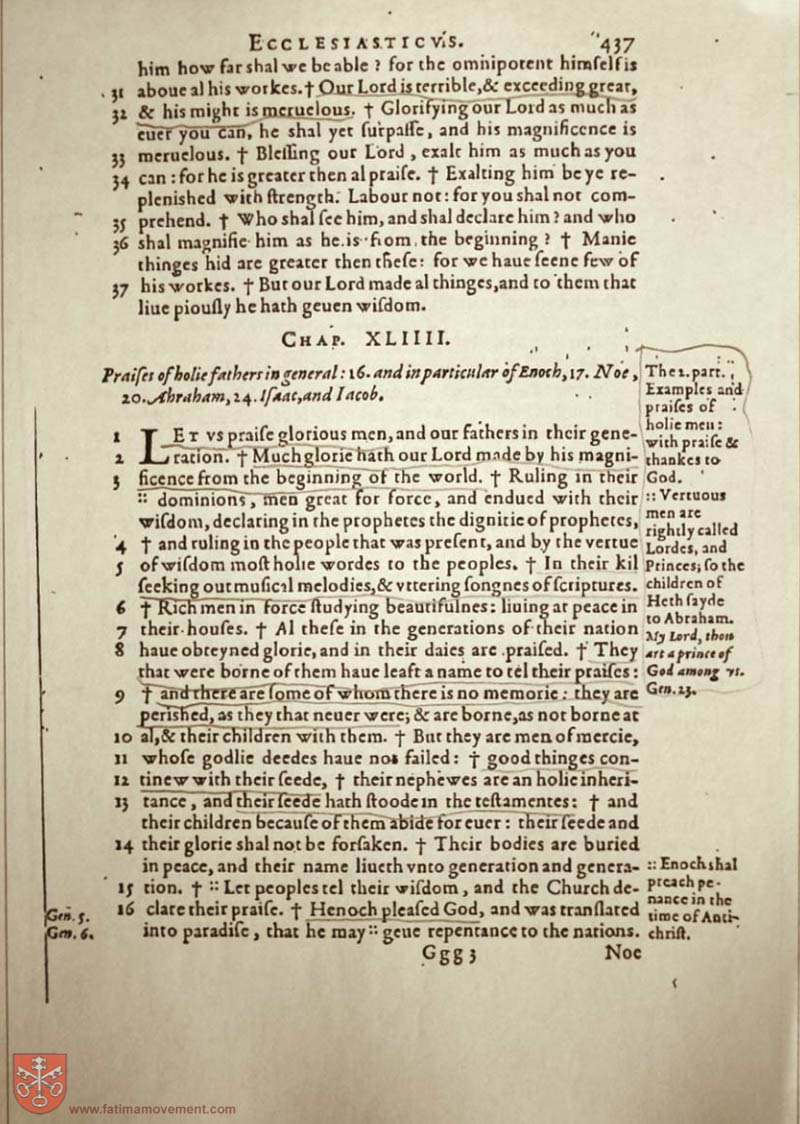 ECCLESIASTICVS.
437
him how far shal we be able? for the omnipotent himself is
31 aboue al his workes. † Our Lord is terrible, & exceeding great,
32 & his might is meruelous. † Glorifying our Lord as much as
euer you can, he shal yet surpasse, and his magnificence is
33 meruelous. † Blessing our Lord, exalt him as much as you
34 can: for he is greater then al praise. † Exalting him be ye re-
plenished with strength. Labour not: for you shal not com-
35 prehend. † Who shal see him, and shal declare him? and who
36 shal magnifie him as he is from the beginning? † Manie
thinges hid are greater then these: for we haue seene few of
37 his workes. † But our Lord made al thinges, and to them that
liue piously he hath geuen wisdom.
CHAP. XLIIII.
Praises of holie fathers in general: 16. and in particular of Enoch, 17. Noe,
20. Abraham, 24. Isaac, and Iacob.
1 LET vs praise glorious men, and our fathers in their gene-
2 ration. † Much glorie hath our Lord made by his magni-
3 ficence from the beginning of the world. † Ruling in their
:: dominions, men great for force, and endued with their
wisdom, declaring in the prophetes the dignitie of prophetes,
4 † and ruling in the people that was present, and by the vertue
5 of wisdom most holie wordes to the peoples. † In their kil
seeking out musical melodies, & vttering songnes of scriptures.
6 † Rich men in force studying beautifulnes: liuing at peace in
7 their houses. † Al these in the generations of their nation
8 haue obteyned glorie, and in their daies are praised. † They
that were borne of them haue leaft a name to tel their praises:
9 † and there are some of whom there is no memorie: they are
perished, as they that neuer were; & are borne, as not borne at
10 al, & their children with them. † But they are men of mercie,
11 whose godlie deedes haue not failed: † good thinges con-
12 tinew with their seede, † their nephewes are an holie inheri-
13 tance, and their seede hath stoode in the testamentes: † and
their children because of them abide for euer: their seede and
14 their glorie shal not be forsaken. † Their bodies are buried
in peace, and their name liueth vnto generation and genera-
15 tion. † :: Let peoples tel their wisdom, and the Church de-
16 clare their praise. † Henoch pleased God, and was translated
into paradise, that he may :: geue repentance to the nations.
Ggg 3
Noe
The 2. part.
Examples and
praises of
holie men:
with praise &
thankes to
God.
:: Vertuous
men are
rightly called
Lordes, and
Princes; so the
children of
Heth sayde
to Abraham.
My Lord, thou
art a prince of
God among vs.
Gen. 23.
:: Enoch shal
preach pe-
nance in the
time of Anti-
christ.
Gen. 5.
Gen. 6.
www.fatimamovement.com